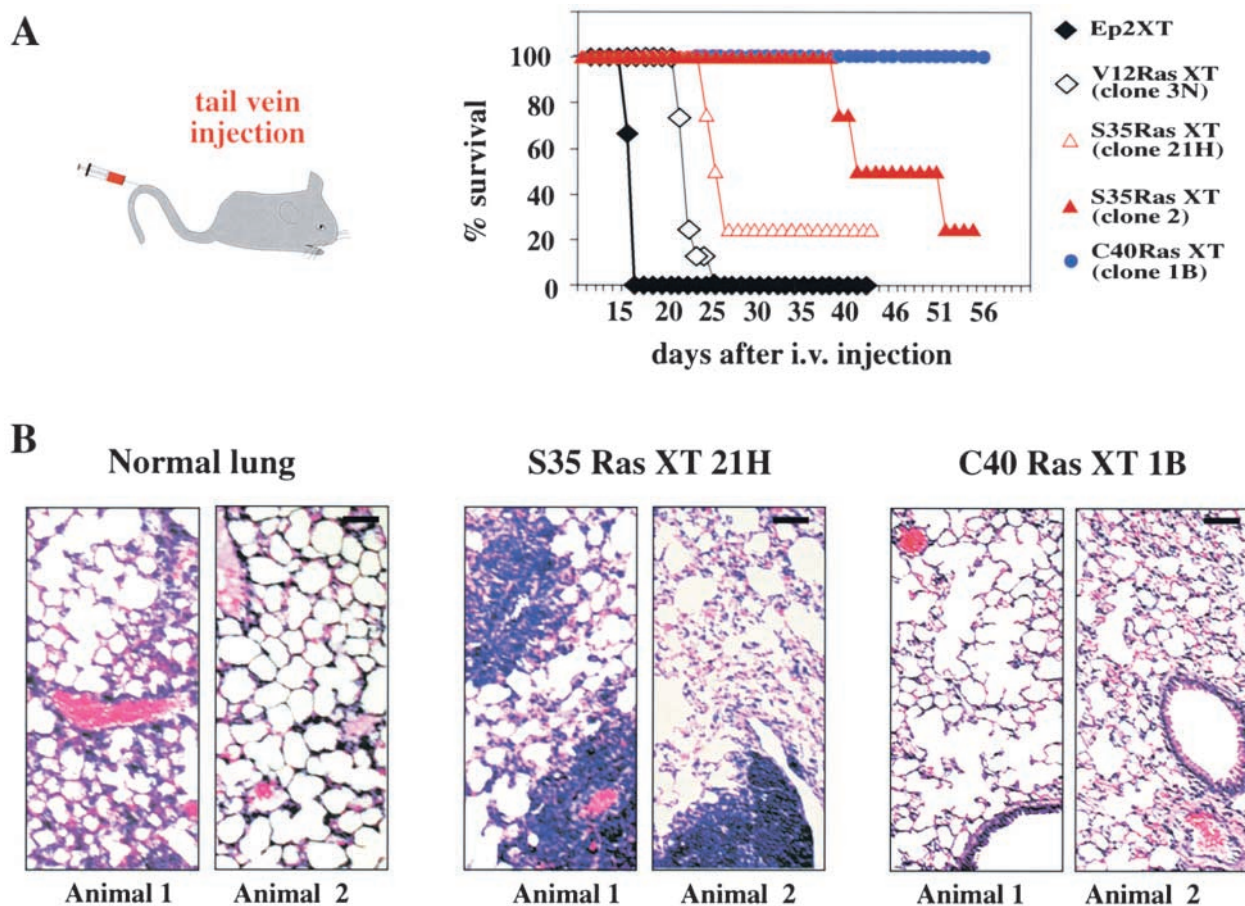 A
tail vein
injection
% survival
100
80
60
40
20
0
15 20 25 30 35 40 46 51 56
days after i.v. injection
Ep2XT
V12Ras XT
(clone 3N)
S35Ras XT
(clone 21H)
S35Ras XT
(clone 2)
C40Ras XT
(clone 1B)
B
Normal lung
S35 Ras XT 21H
C40 Ras XT 1B
Animal 1
Animal 2
Animal 1
Animal 2
Animal 1
Animal 2